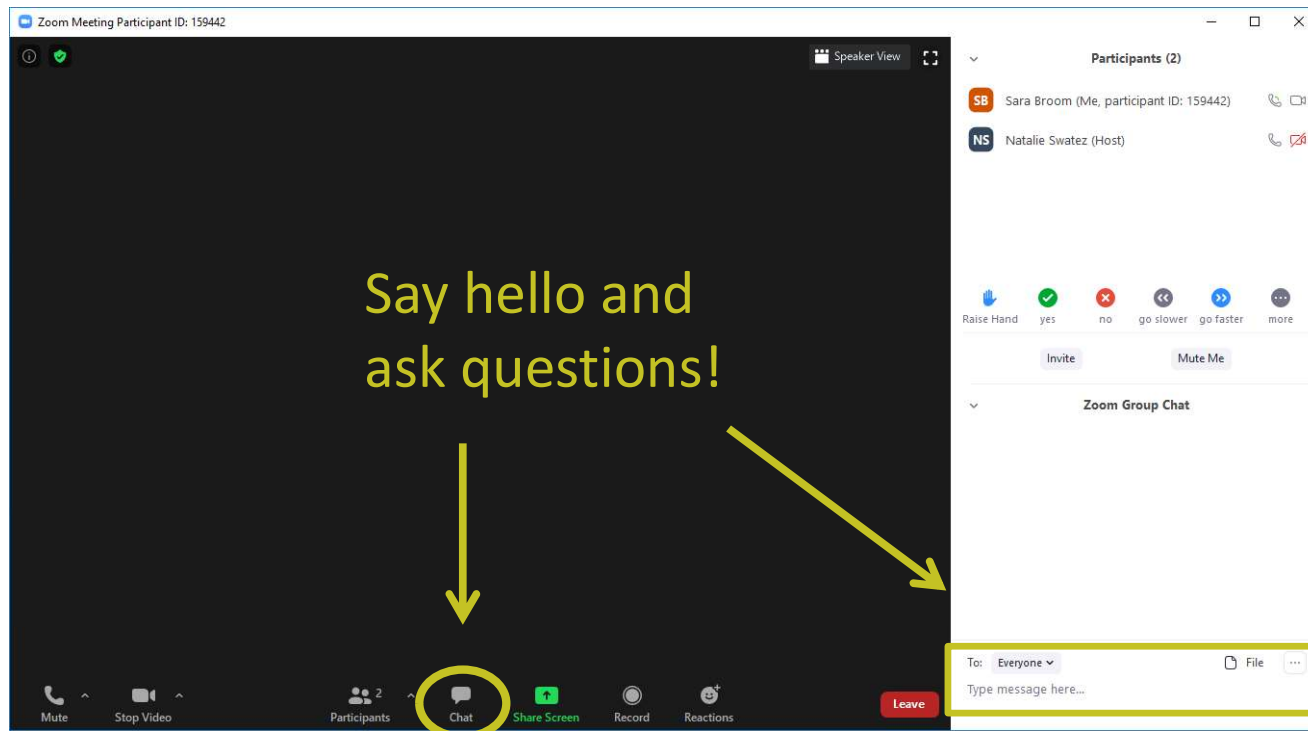 Zoom Meeting Participant ID: 159442
Speaker View
Participants (2)
SB Sara Broom (Me, participant ID: 159442)
NS Natalie Swatez (Host)
Say hello and
ask questions!
Raise Hand yes no go slower go faster more
Invite Mute Me
Zoom Group Chat
To: Everyone File ...
Type message here...
2
Mute Stop Video Participants Chat Share Screen Record Reactions Leave